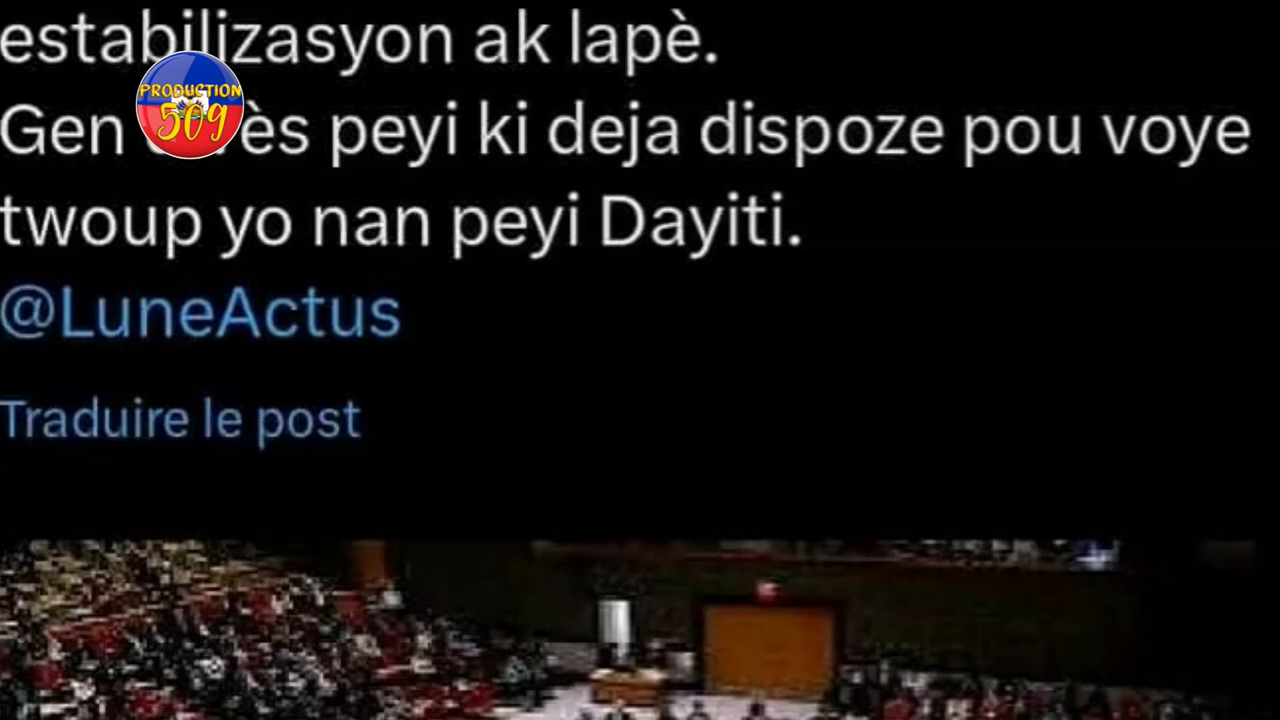 estabilizasyon ak lapè.
PRODUCTION
509
Gen peyi ki deja dispoze pou voye
twoup yo nan peyi Dayiti.
@LuneActus
Traduire le post